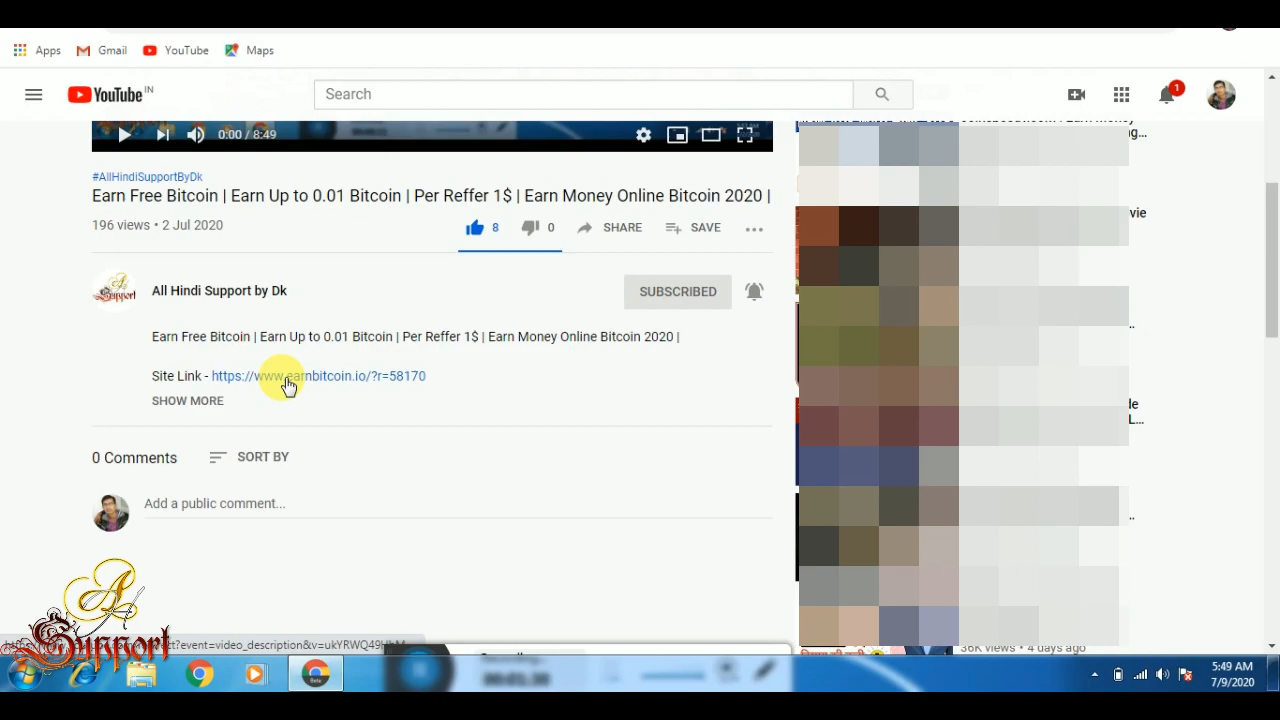 Apps Gmail YouTube Maps
YouTube IN
Search
1
0:00 / 8:49
#AllHindiSupportByDk
Earn Free Bitcoin | Earn Up to 0.01 Bitcoin | Per Reffer 1$ | Earn Money Online Bitcoin 2020 |
196 views • 2 Jul 2020
8 0 SHARE SAVE
All Hindi Support by Dk
SUBSCRIBED
Support
Earn Free Bitcoin | Earn Up to 0.01 Bitcoin | Per Reffer 1$ | Earn Money Online Bitcoin 2020 |
Site Link - https://www.earnbitcoin.io/?r=58170
SHOW MORE
0 Comments SORT BY
Add a public comment...
36K views • 4 days ago
Support
Beta
5:49 AM
7/9/2020